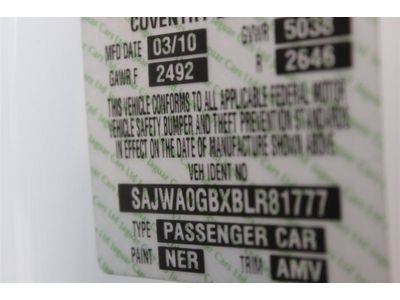 COVENTRY
MFD DATE 03/10 GVWR 5038
GAWR F 2492 R 2646
THIS VEHICLE CONFORMS TO ALL APPLICABLE FEDERAL MOTOR
VEHICLE SAFETY, BUMPER AND THEFT PREVENTION STANDARDS
IN EFFECT ON THE DATE OF MANUFACTURE SHOWN ABOVE.
VEH IDENT NO
SAJWA0GBXBLR81777
TYPE PASSENGER CAR
PAINT NER TRIM AMV